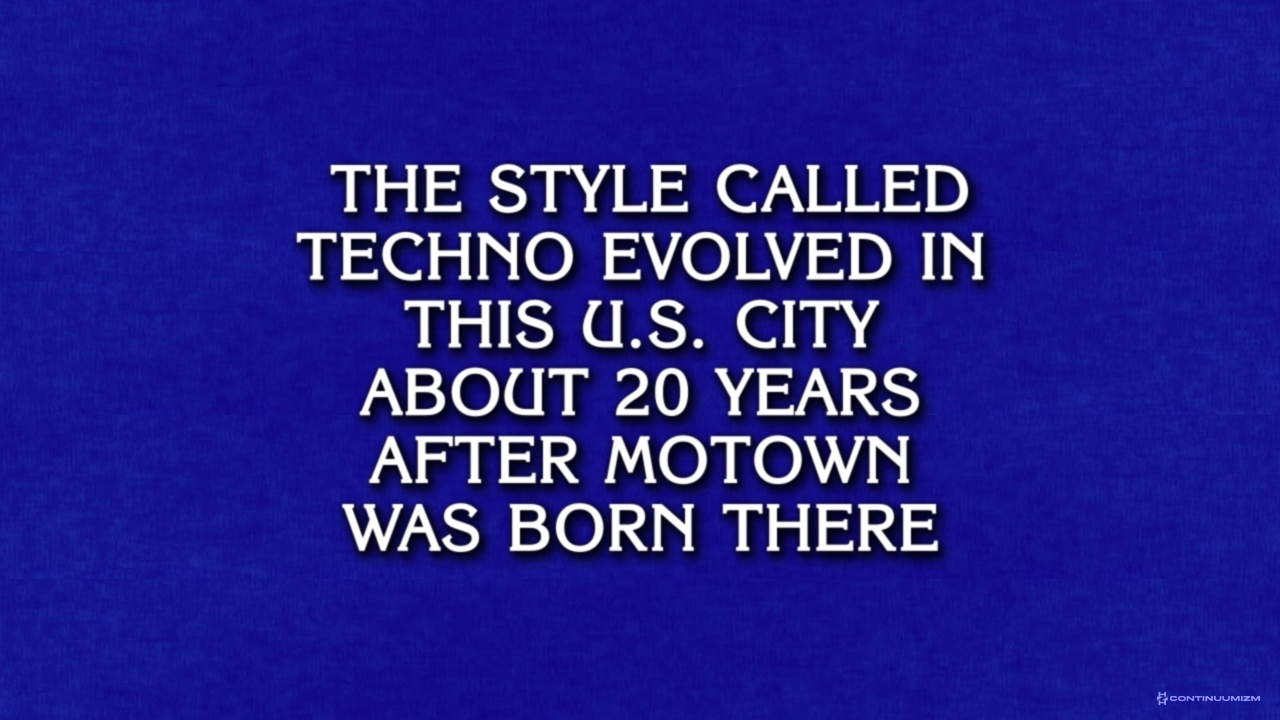 THE STYLE CALLED
TECHNO EVOLVED IN
THIS U.S. CITY
ABOUT 20 YEARS
AFTER MOTOWN
WAS BORN THERE
CONTINUUMIZM